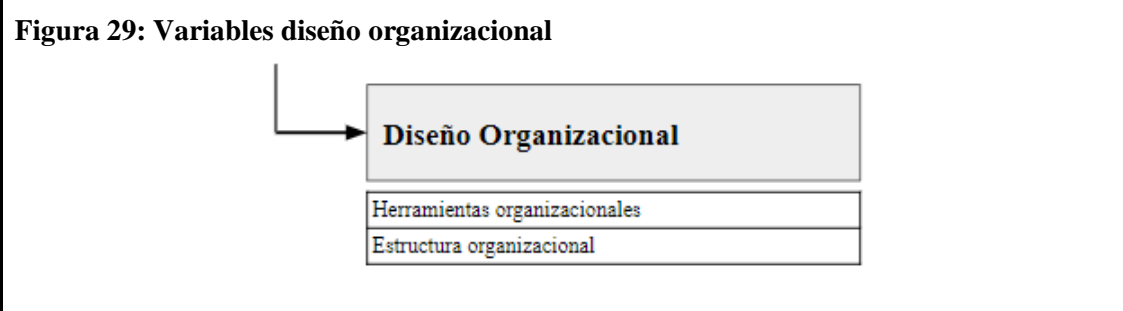 Figura 29: Variables diseño organizacional
Diseño Organizacional
Herramientas organizacionales
Estructura organizacional